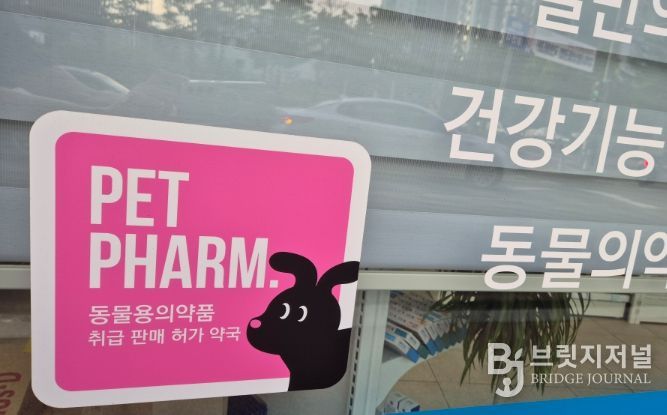 건강기능
동물의약
PET
PHARM.
동물용의약품
취급 판매 허가 약국
브릿지저널
BRIDGE JOURNAL